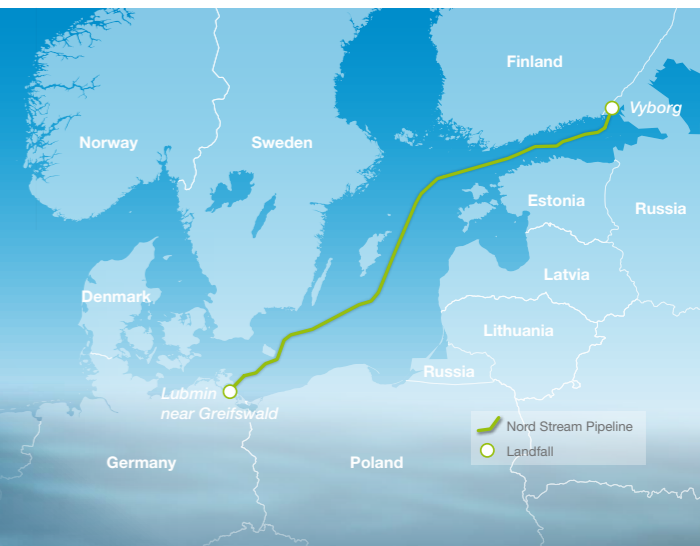 Finland
Vyborg
Norway
Sweden
Estonia
Russia
Latvia
Denmark
Lithuania
Russia
Lubmin
near Greifswald
Nord Stream Pipeline
Landfall
Germany
Poland